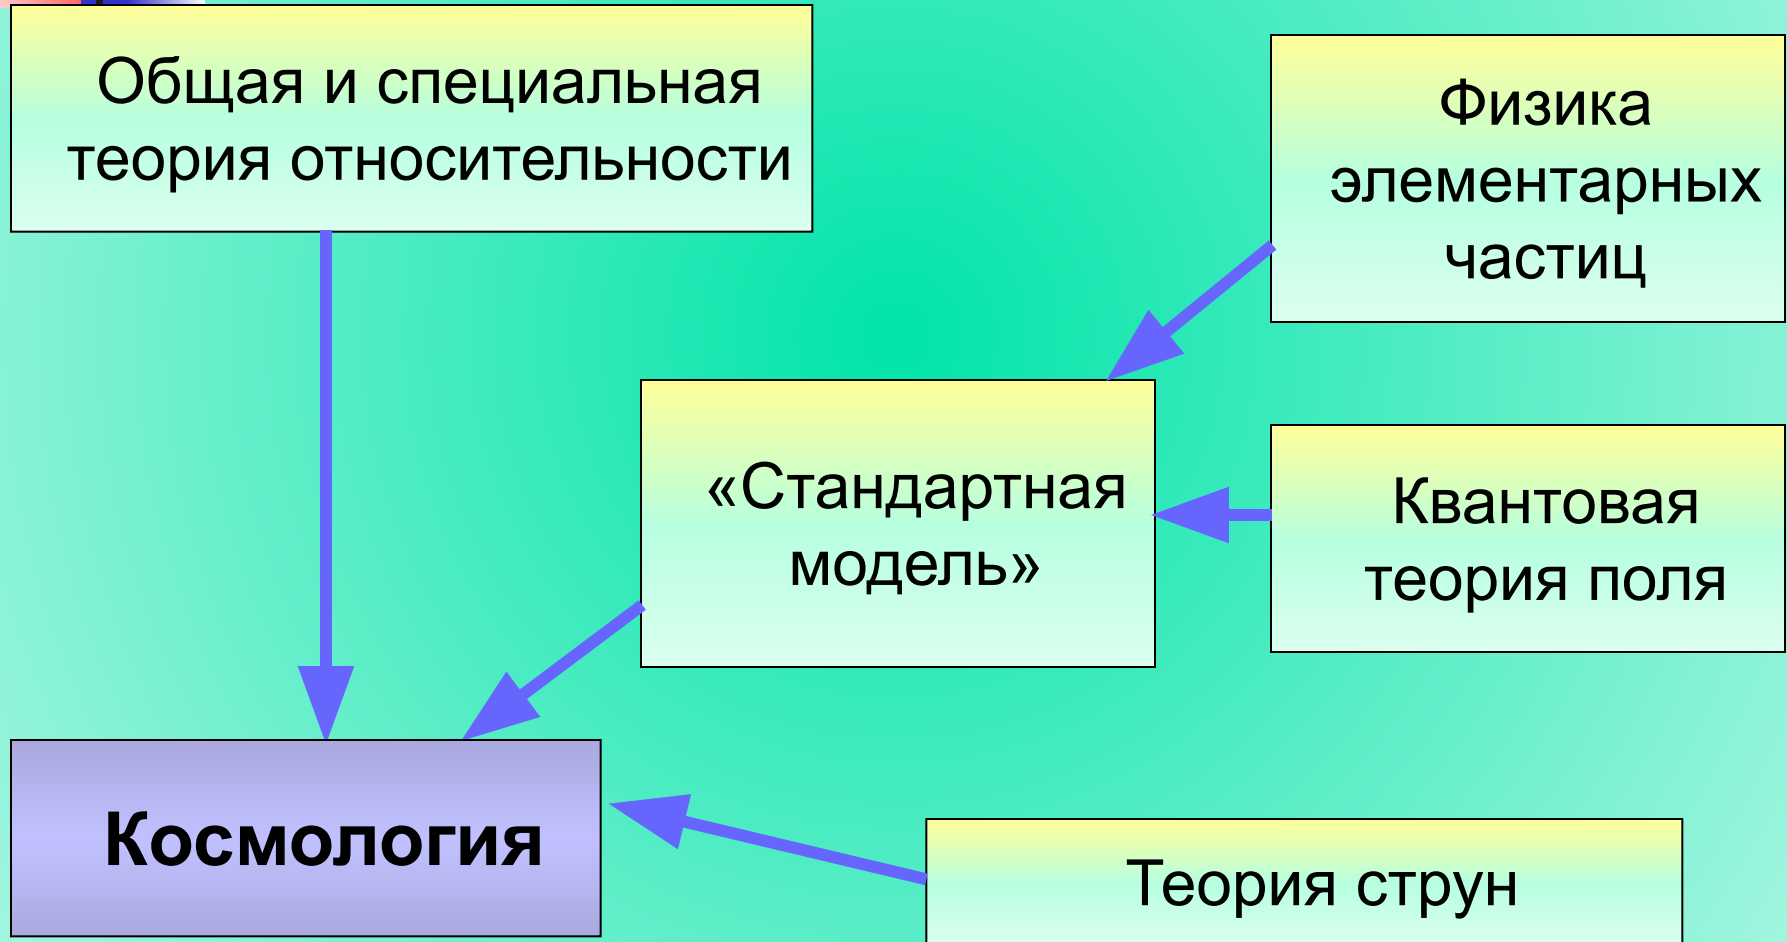 Общая и специальная
теория относительности
Физика
элементарных
частиц
«Стандартная
модель»
Квантовая
теория поля
Космология
Теория струн